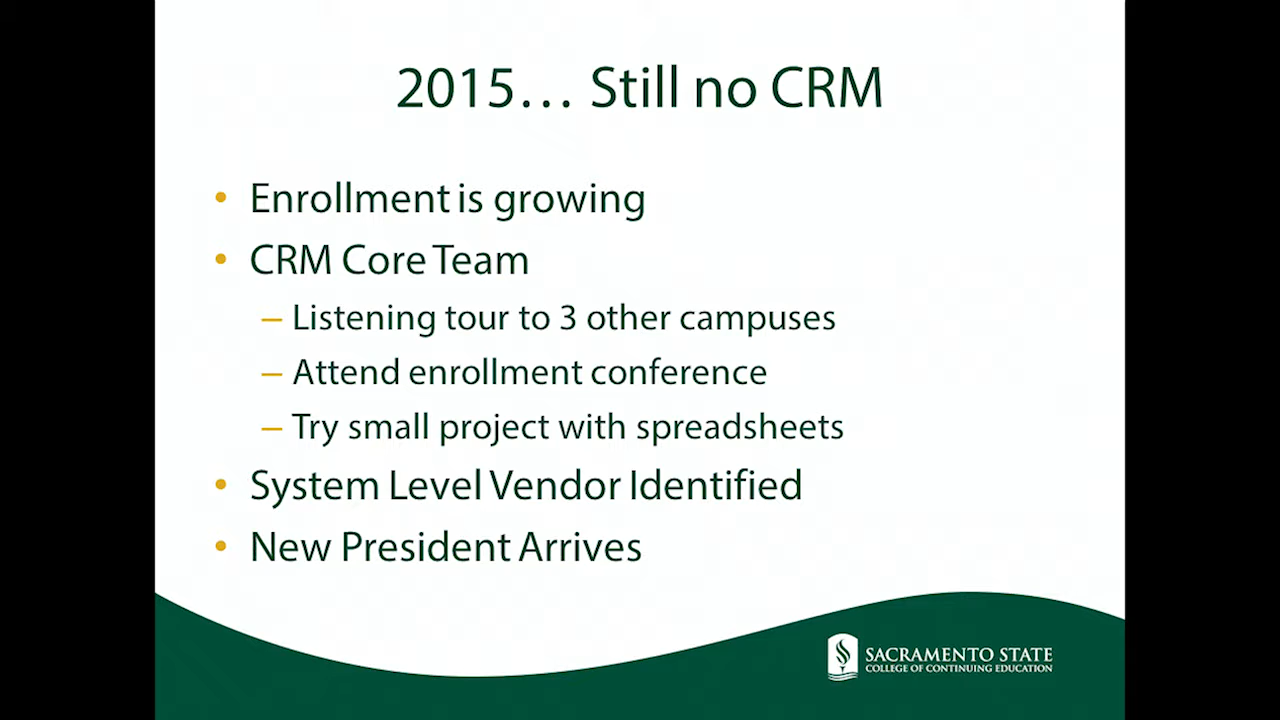 2015… Still no CRM
• Enrollment is growing
• CRM Core Team
– Listening tour to 3 other campuses
– Attend enrollment conference
– Try small project with spreadsheets
• System Level Vendor Identified
• New President Arrives
SACRAMENTO STATE
COLLEGE OF CONTINUING EDUCATION